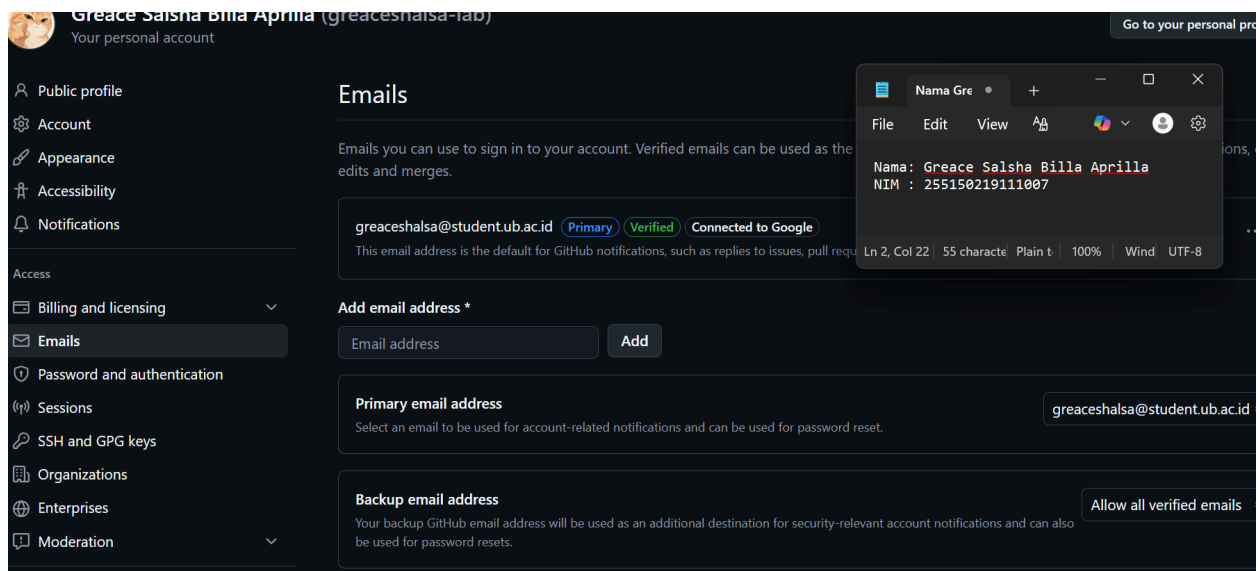 Greace Salsha Billa Aprilla (greaceshalsa-lab)
Your personal account
Go to your personal pro
Public profile
Account
Appearance
Accessibility
Notifications
Access
Billing and licensing
Emails
Password and authentication
Sessions
SSH and GPG keys
Organizations
Enterprises
Moderation
Emails
Emails you can use to sign in to your account. Verified emails can be used as the
ions,
edits and merges.
greaceshalsa@student.ub.ac.id Primary Verified Connected to Google
This email address is the default for GitHub notifications, such as replies to issues, pull requ
Add email address *
Email address Add
Primary email address
Select an email to be used for account-related notifications and can be used for password reset.
greaceshalsa@student.ub.ac.id
Backup email address
Your backup GitHub email address will be used as an additional destination for security-relevant account notifications and can also
be used for password resets.
Allow all verified emails
Nama Gre
File Edit View
Nama: Greace Salsha Billa Aprilla
NIM : 255150219111007
Ln 2, Col 22 55 characte Plain t 100% Wind UTF-8